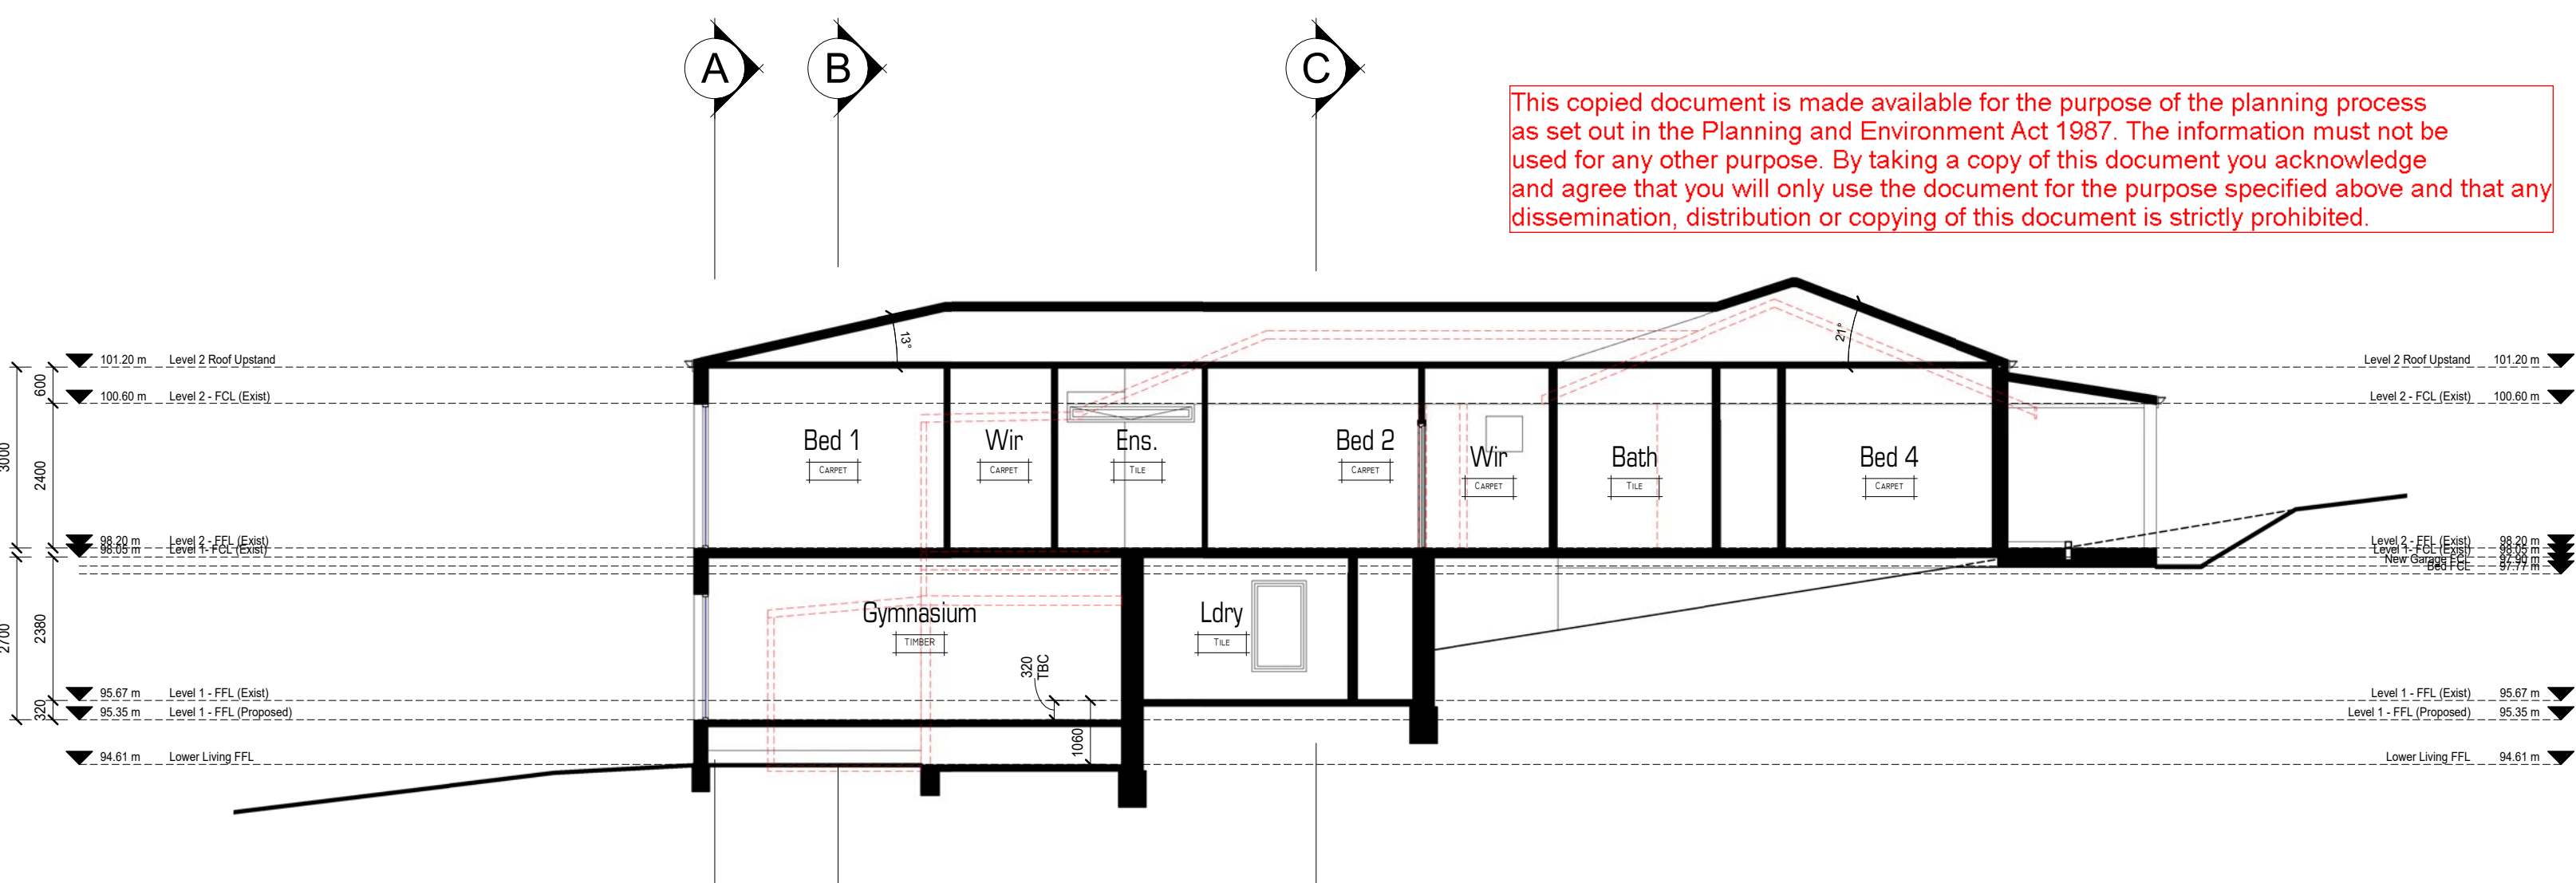 A
B
C
This copied document is made available for the purpose of the planning process
as set out in the Planning and Environment Act 1987. The information must not be
used for any other purpose. By taking a copy of this document you acknowledge
and agree that you will only use the document for the purpose specified above and that any
dissemination, distribution or copying of this document is strictly prohibited.
13°
21°
101.20 m Level 2 Roof Upstand
Level 2 Roof Upstand 101.20 m
600
100.60 m Level 2 - FCL (Exist)
Level 2 - FCL (Exist) 100.60 m
3000
2400
Bed 1
CARPET
Wir
CARPET
Ens.
TILE
Bed 2
CARPET
Wir
CARPET
Bath
TILE
Bed 4
CARPET
98.20 m Level 2 - FFL (Exist)
98.05 m Level 1- FCL (Exist)
Level 2 - FFL (Exist) 98.20 m
Level 1- FCL (Exist) 98.05 m
New Garage FCL 97.90 m
Bed FCL 97.77 m
2700
2380
Gymnasium
TIMBER
Ldry
TILE
320
TBC
95.67 m Level 1 - FFL (Exist)
Level 1 - FFL (Exist) 95.67 m
320
95.35 m Level 1 - FFL (Proposed)
Level 1 - FFL (Proposed) 95.35 m
1060
94.61 m Lower Living FFL
Lower Living FFL 94.61 m